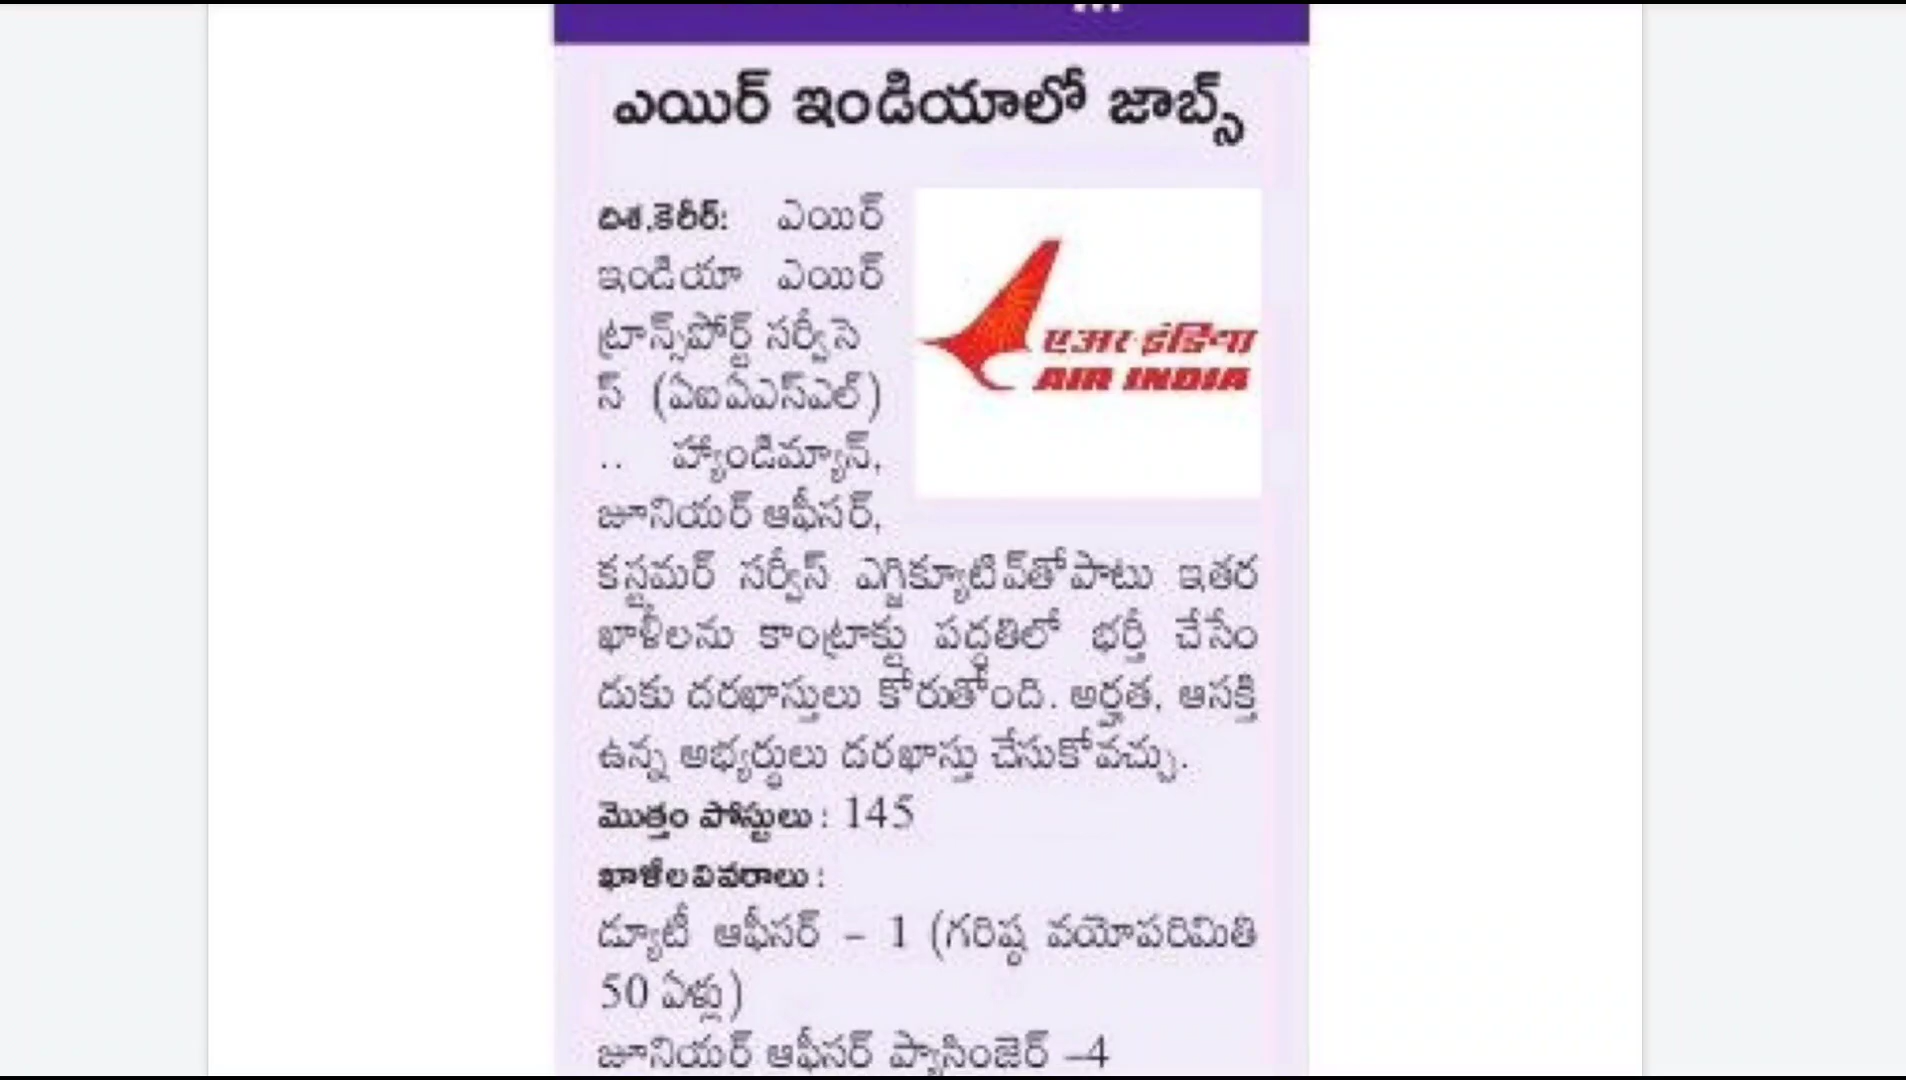 ఎయిర్ ఇండియాలో జాబ్స్
దిశ,కెరీర్: ఎయిర్
ఇండియా ఎయిర్
ట్రాన్స్‌పోర్ట్ సర్వీసె
స్ (ఏఐఏఎస్ఎల్)
.. హ్యాండిమ్యాన్,
జూనియర్ ఆఫీసర్,
एअर इंडिया
AIR INDIA
కస్టమర్ సర్వీస్ ఎగ్జిక్యూటివ్‌తోపాటు ఇతర
ఖాళీలను కాంట్రాక్టు పద్ధతిలో భర్తీ చేసేం
దుకు దరఖాస్తులు కోరుతోంది. అర్హత, ఆసక్తి
ఉన్న అభ్యర్థులు దరఖాస్తు చేసుకోవచ్చు.
మొత్తం పోస్టులు : 145
ఖాళీల వివరాలు :
డ్యూటీ ఆఫీసర్ – 1 (గరిష్ఠ వయోపరిమితి
50 ఏళ్లు)
జూనియర్ ఆఫీసర్ ప్యాసింజెర్ –4